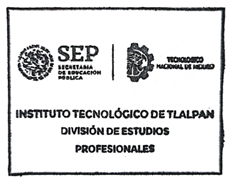 SEP
SECRETARÍA
DE EDUCACIÓN
PÚBLICA
TECNOLÓGICO
NACIONAL DE MÉXICO
INSTITUTO TECNOLÓGICO DE TLALPAN
DIVISIÓN DE ESTUDIOS
PROFESIONALES